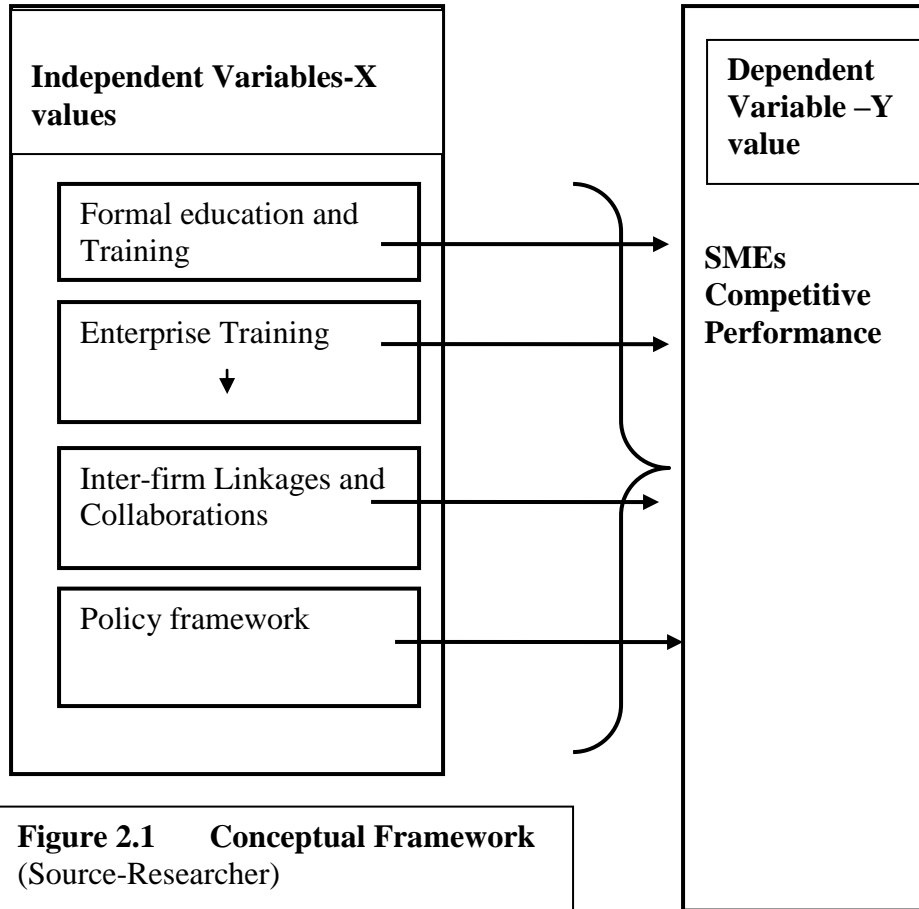 Independent Variables-X
values
Formal education and
Training
Enterprise Training
Inter-firm Linkages and
Collaborations
Policy framework
Dependent
Variable –Y
value
SMEs
Competitive
Performance
Figure 2.1 Conceptual Framework
(Source-Researcher)